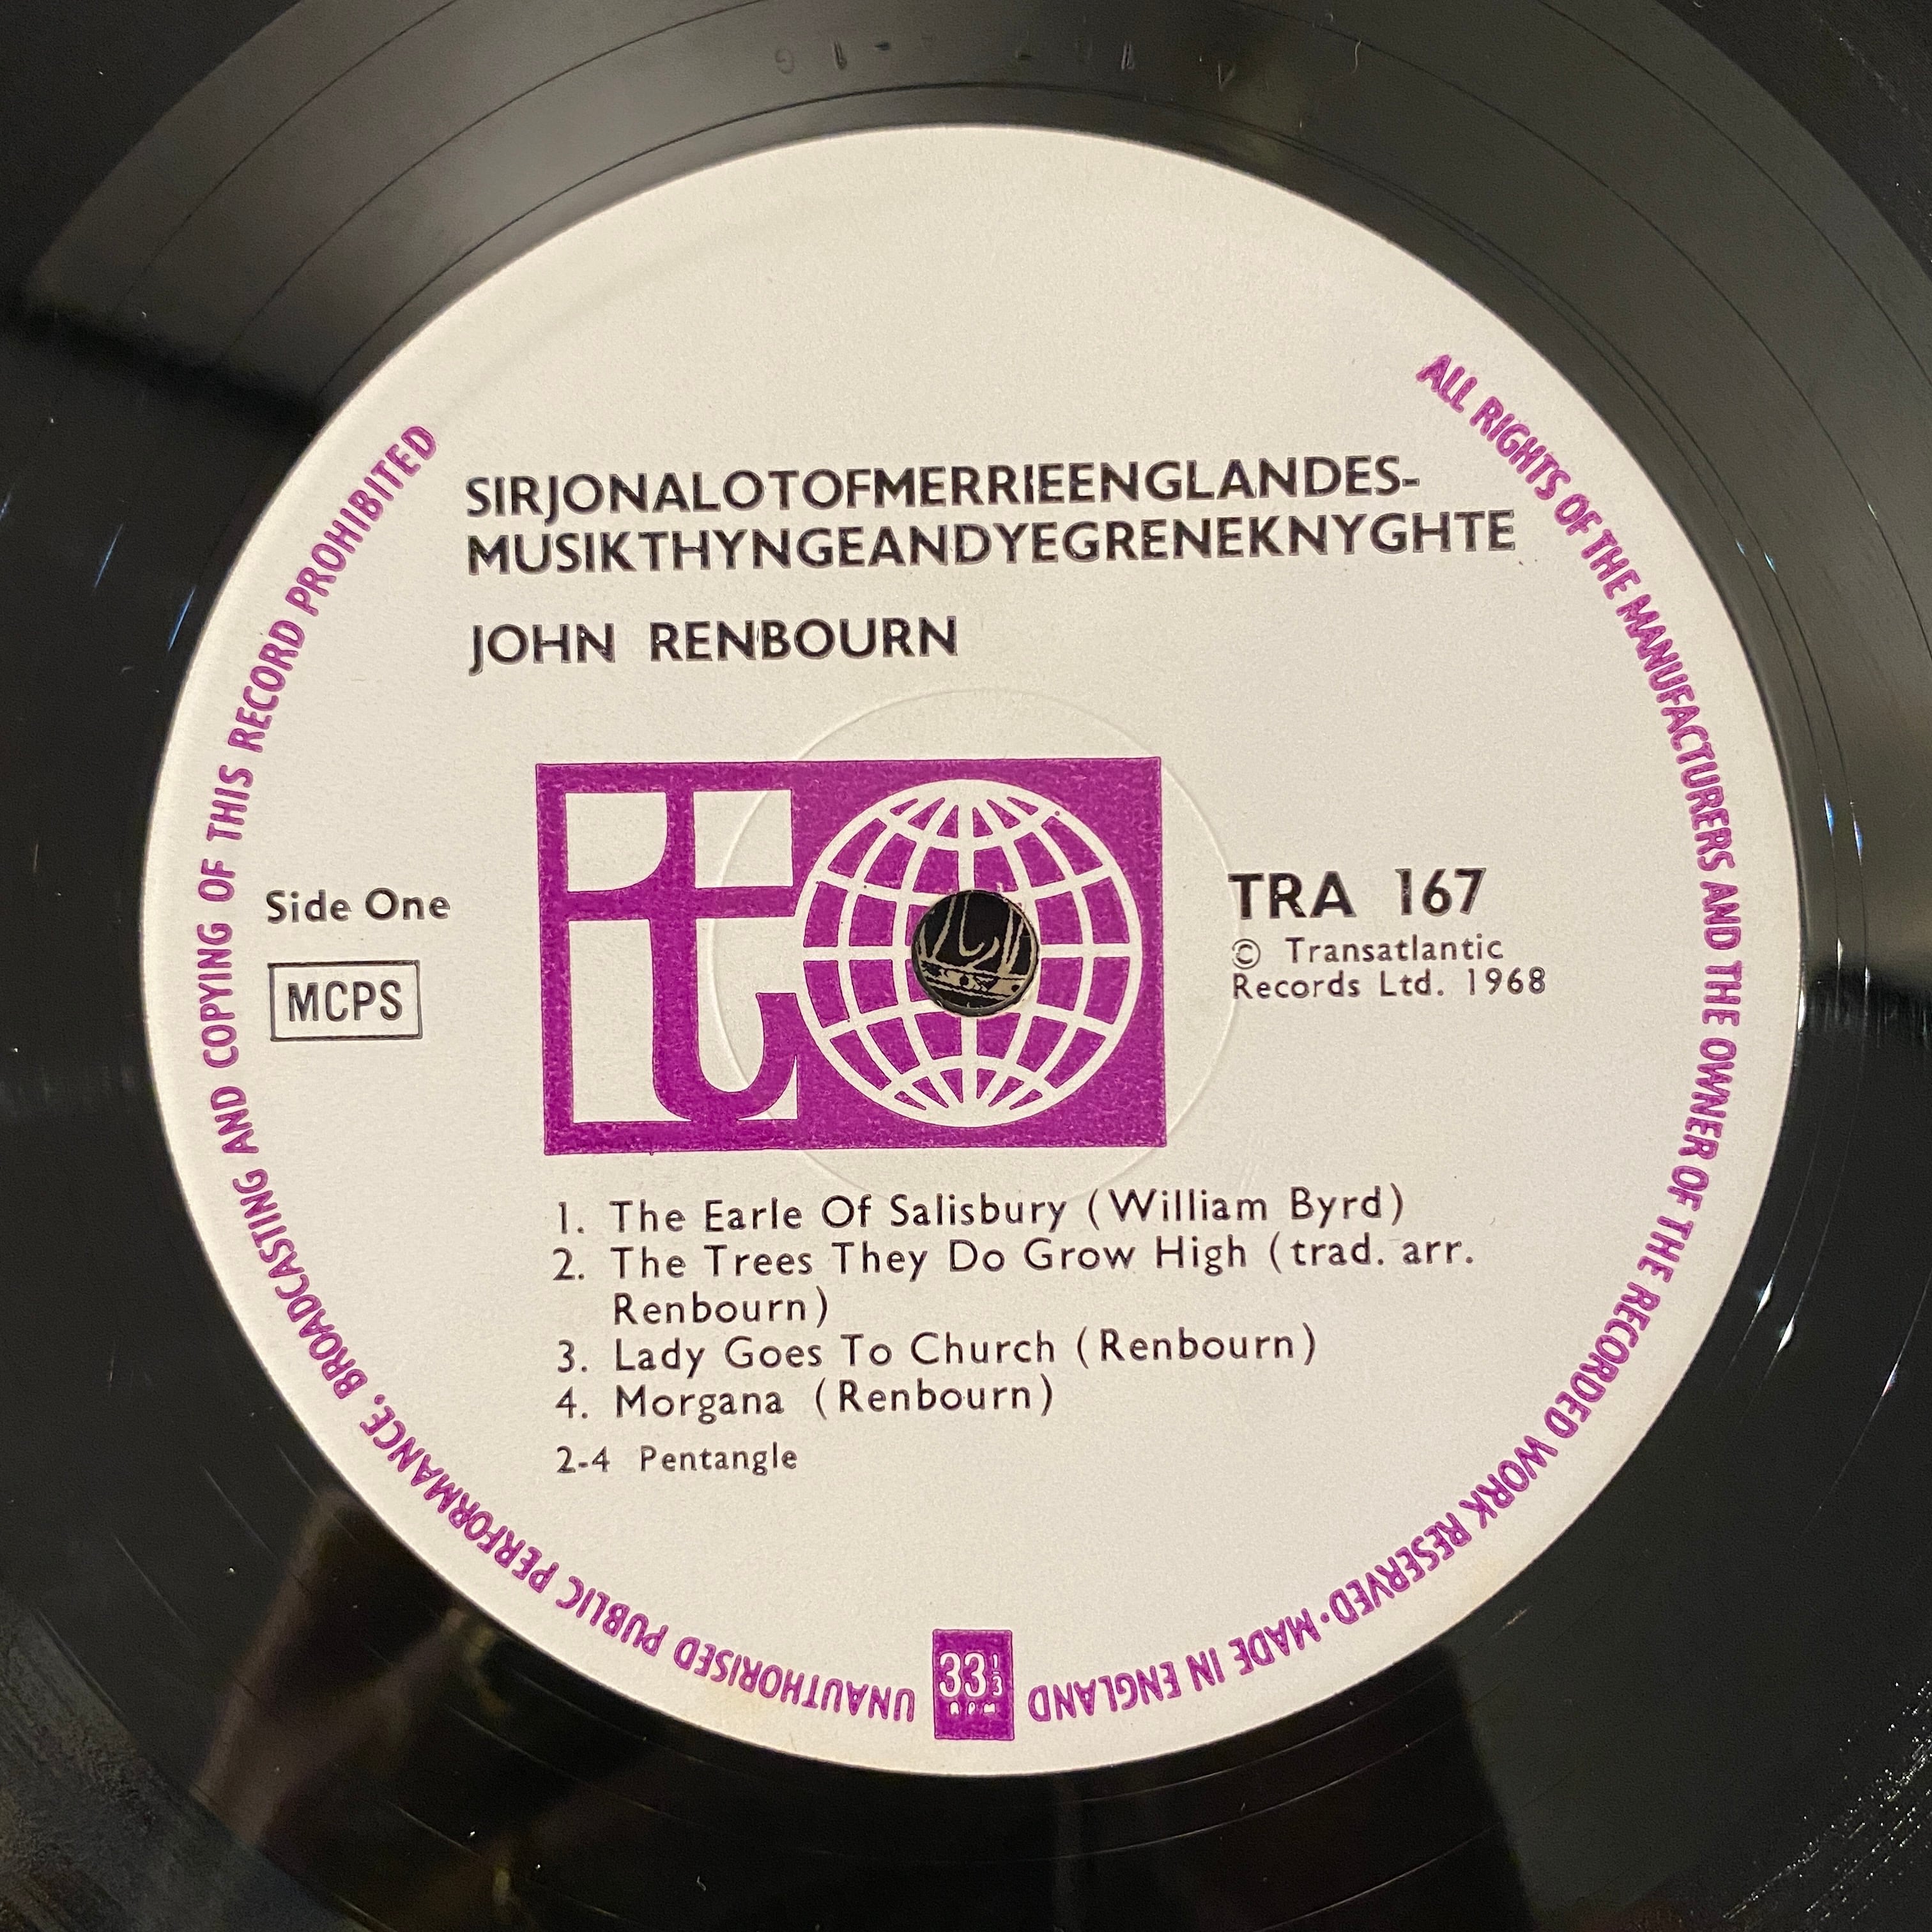 SIRJONALOTOFMERRIEENGLANDES-
MUSIKTHYNGEANDYEGRENEKNYGHTE
JOHN RENBOURN
t
Side One
MCPS
TRA 167
© Transatlantic
Records Ltd. 1968
1. The Earle Of Salisbury (William Byrd)
2. The Trees They Do Grow High (trad. arr.
Renbourn)
3. Lady Goes To Church (Renbourn)
4. Morgana (Renbourn)
2-4 Pentangle
33 1/3
RPM
ALL RIGHTS OF THE MANUFACTURERS AND THE OWNER OF THE RECORDED WORK RESERVED·MADE IN ENGLAND
UNAUTHORISED PUBLIC PERFORMANCE, BROADCASTING AND COPYING OF THIS RECORD PROHIBITED